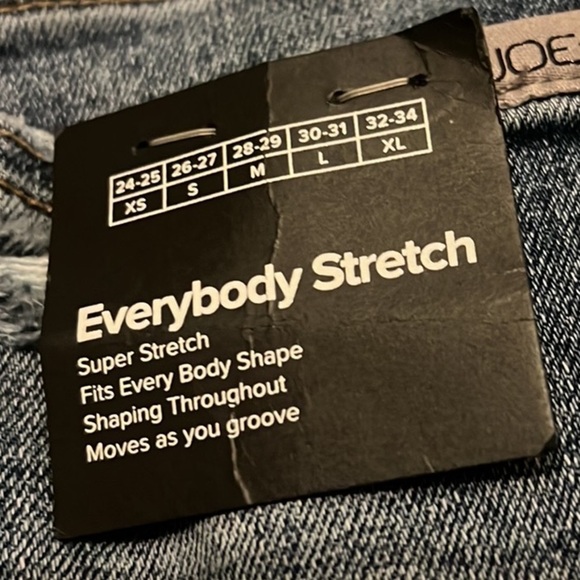 JOE
24-25 26-27 28-29 30-31 32-34
XS S M L XL
Everybody Stretch
Super Stretch
Fits Every Body Shape
Shaping Throughout
Moves as you groove